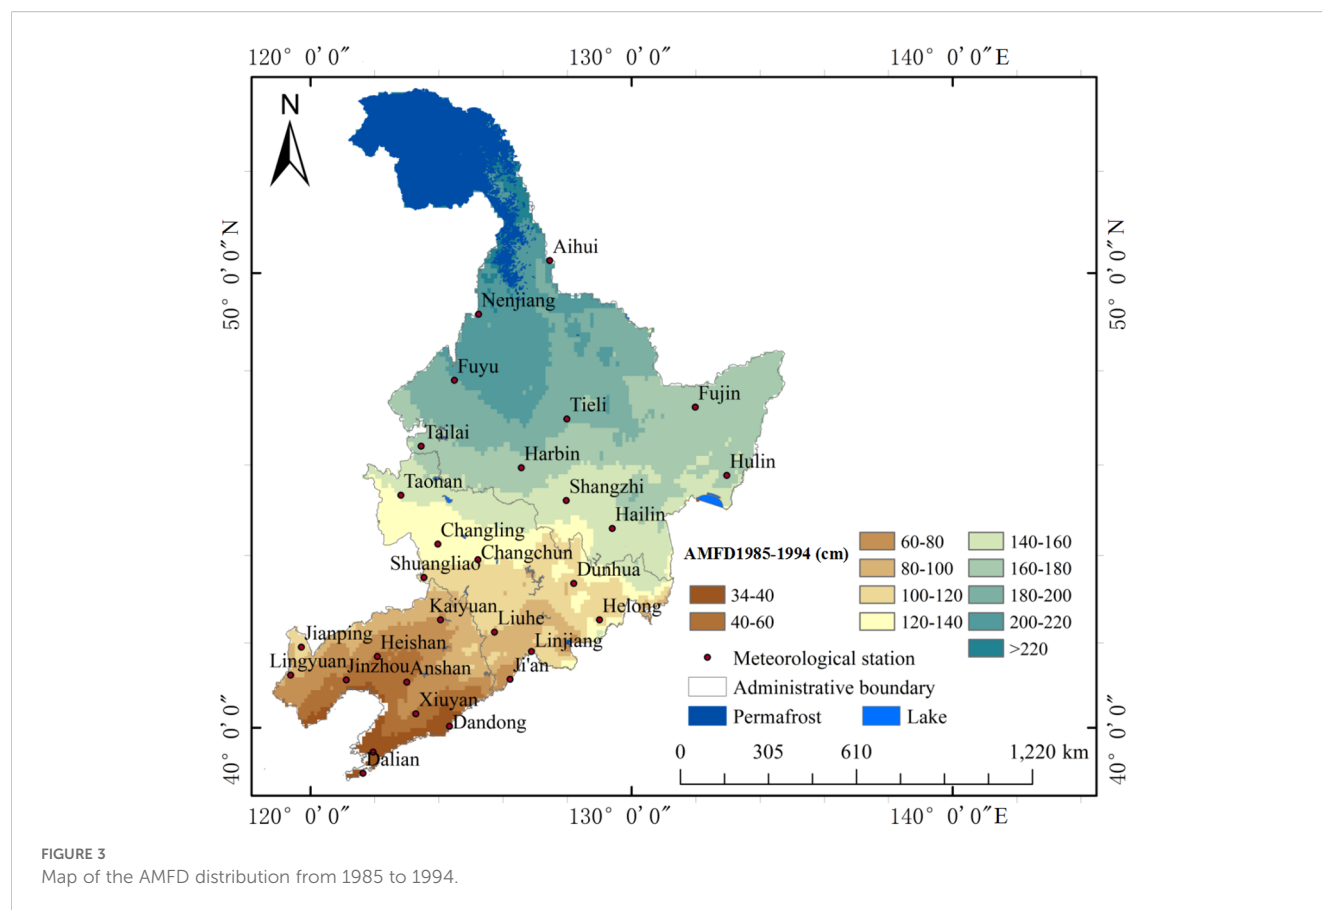 120° 0′0″
130° 0′0″
140° 0′0″E
N
50° 0′0″N
50° 0′0″N
Aihui
Nenjiang
Fuyu
Fujin
Tieli
Tailai
Harbin
Hulin
Taonan
Shangzhi
Hailin
Changling
Changchun
Shuangliao
Dunhua
Kaiyuan
Liuhe
Helong
Jianping
Heishan
Linjiang
Lingyuan
Jinzhou
Anshan
Ji'an
Xiuyan
Dandong
Dalian
AMFD1985-1994 (cm)
34-40
40-60
60-80
80-100
100-120
120-140
140-160
160-180
180-200
200-220
>220
Meteorological station
Administrative boundary
Permafrost
Lake
0 305 610 1,220 km
40° 0′0″
40° 0′0″
120° 0′0″
130° 0′0″
140° 0′0″E
FIGURE 3
Map of the AMFD distribution from 1985 to 1994.